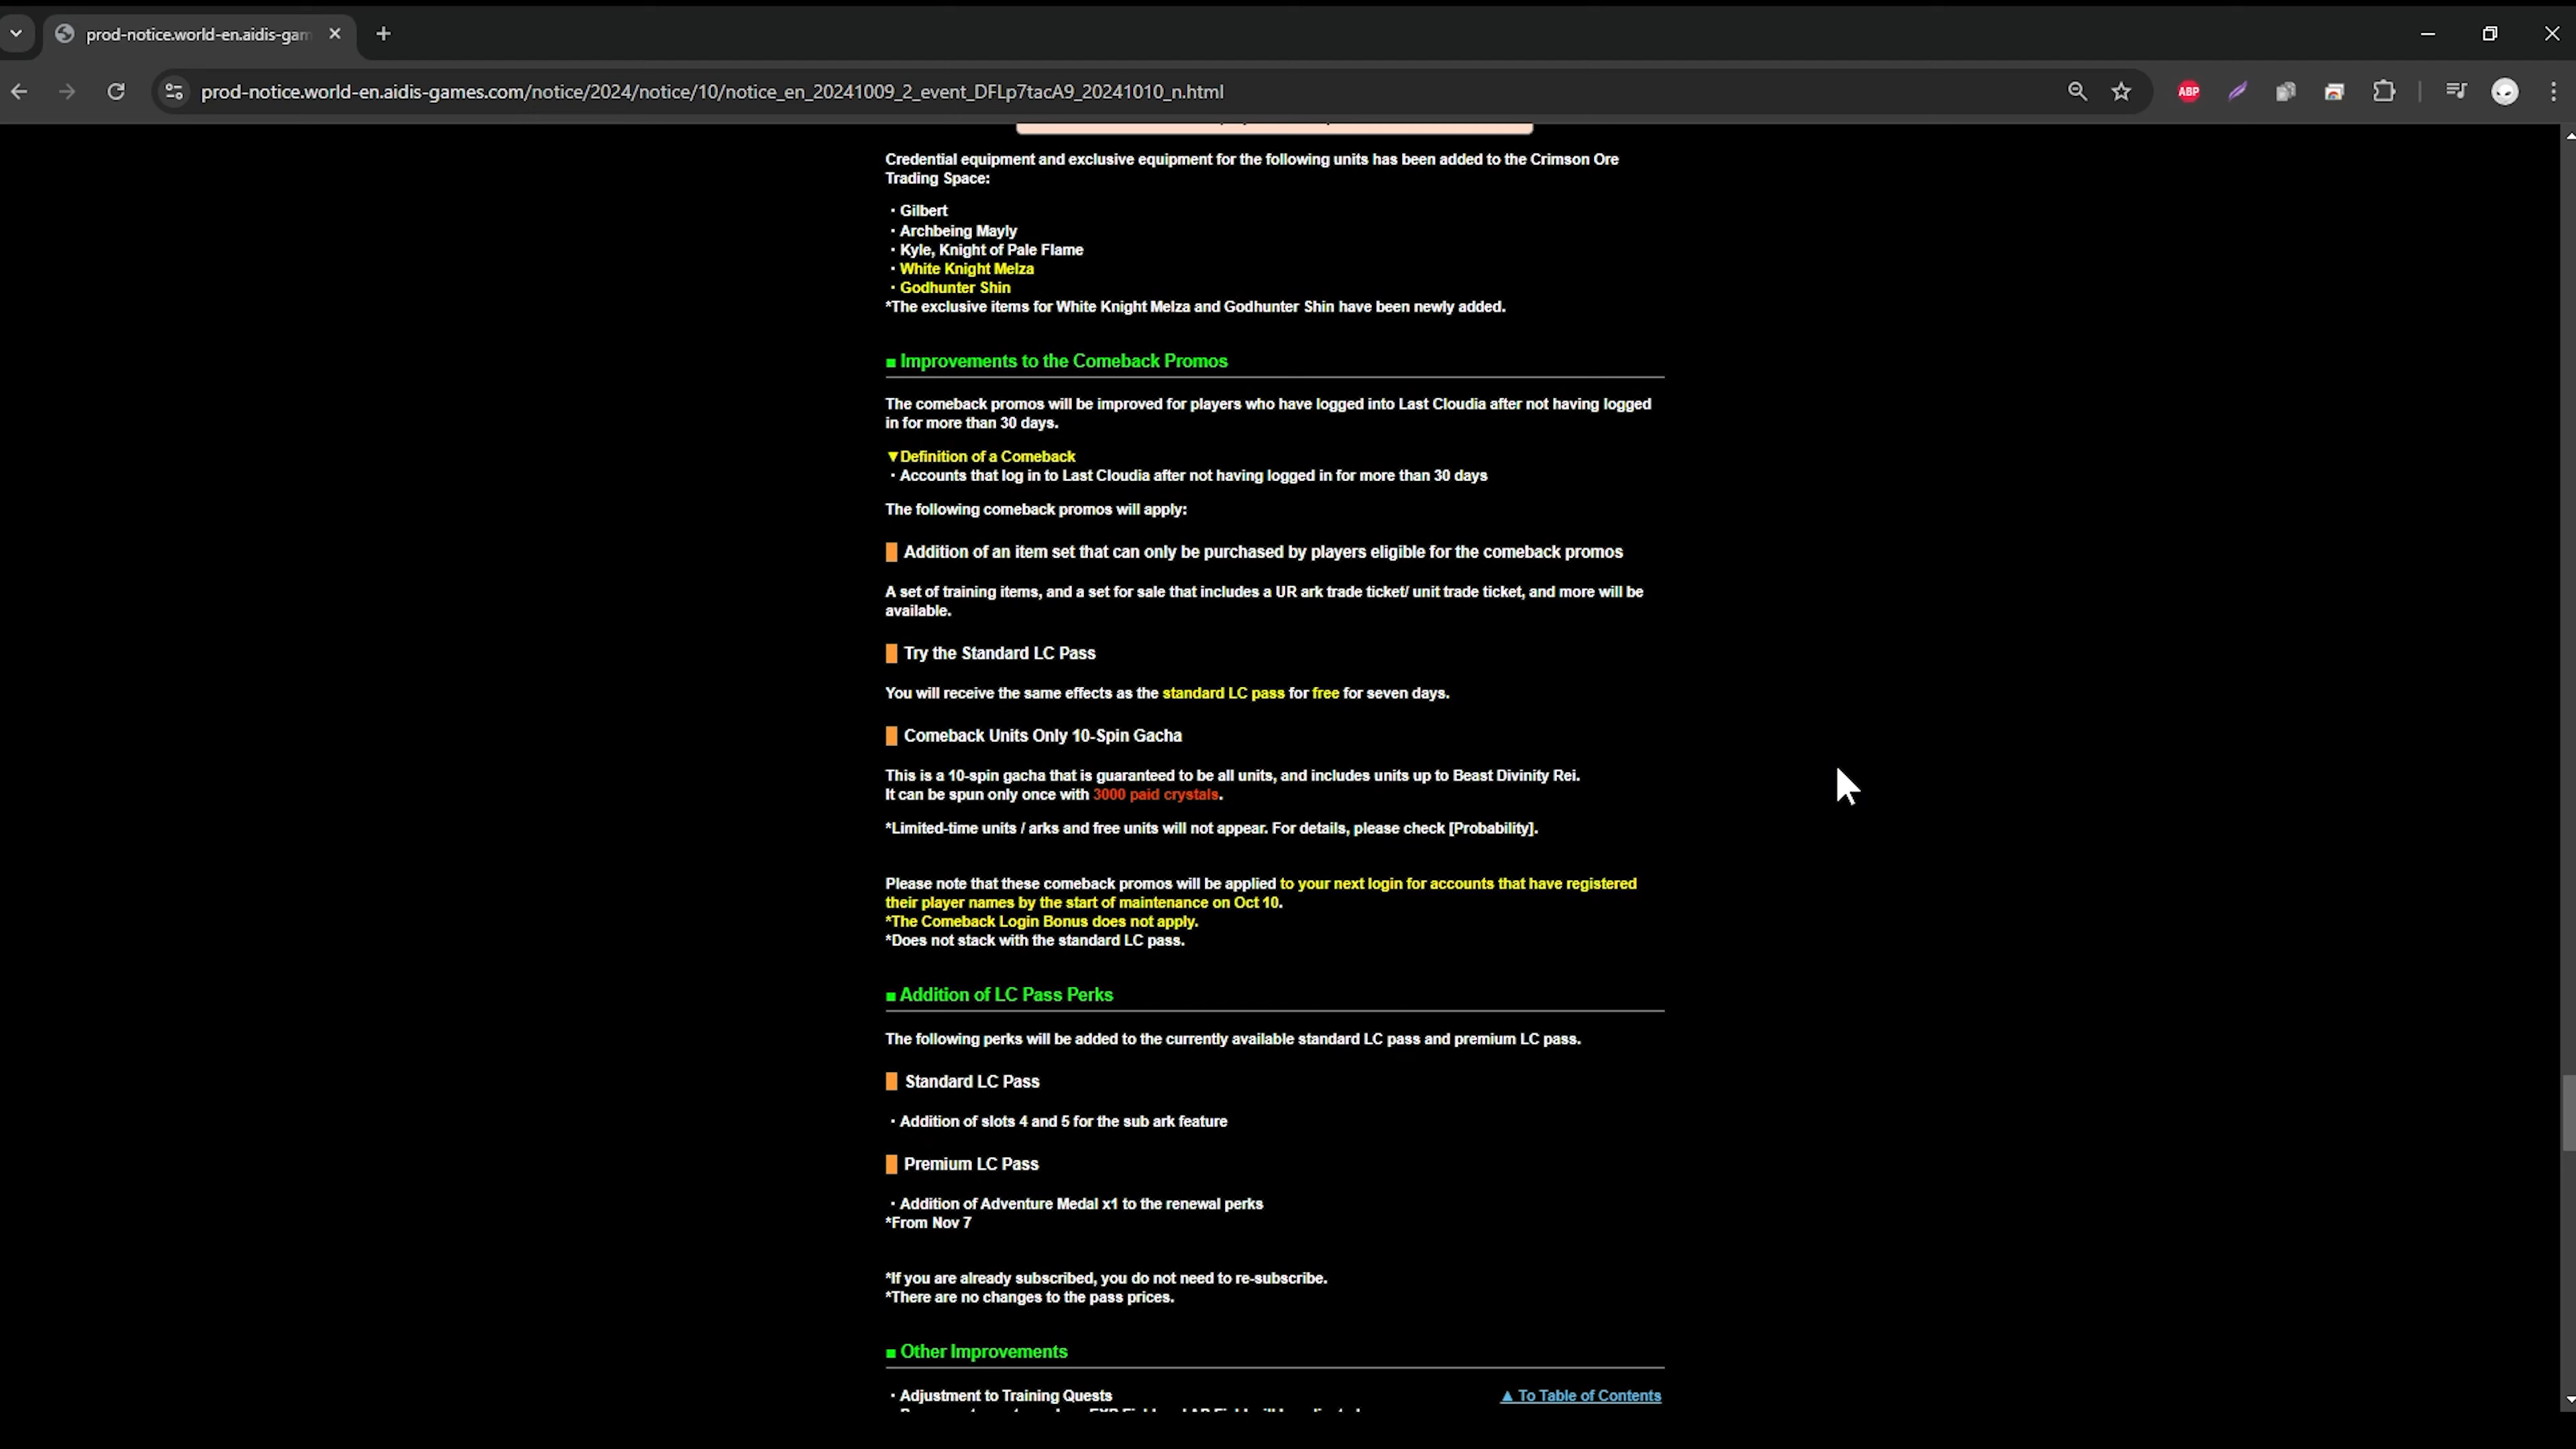 prod-notice.world-en.aidis-gam
prod-notice.world-en.aidis-games.com/notice/2024/notice/10/notice_en_20241009_2_event_DFLp7tacA9_20241010_n.html
ABP
Credential equipment and exclusive equipment for the following units has been added to the Crimson Ore
Trading Space:
・Gilbert
・Archbeing Mayly
・Kyle, Knight of Pale Flame
・White Knight Melza
・Godhunter Shin
*The exclusive items for White Knight Melza and Godhunter Shin have been newly added.
■ Improvements to the Comeback Promos
The comeback promos will be improved for players who have logged into Last Cloudia after not having logged
in for more than 30 days.
▼Definition of a Comeback
・Accounts that log in to Last Cloudia after not having logged in for more than 30 days
The following comeback promos will apply:
Addition of an item set that can only be purchased by players eligible for the comeback promos
A set of training items, and a set for sale that includes a UR ark trade ticket/ unit trade ticket, and more will be
available.
Try the Standard LC Pass
You will receive the same effects as the standard LC pass for free for seven days.
Comeback Units Only 10-Spin Gacha
This is a 10-spin gacha that is guaranteed to be all units, and includes units up to Beast Divinity Rei.
It can be spun only once with 3000 paid crystals.
*Limited-time units / arks and free units will not appear. For details, please check [Probability].
Please note that these comeback promos will be applied to your next login for accounts that have registered
their player names by the start of maintenance on Oct 10.
*The Comeback Login Bonus does not apply.
*Does not stack with the standard LC pass.
■ Addition of LC Pass Perks
The following perks will be added to the currently available standard LC pass and premium LC pass.
Standard LC Pass
・Addition of slots 4 and 5 for the sub ark feature
Premium LC Pass
・Addition of Adventure Medal x1 to the renewal perks
*From Nov 7
*If you are already subscribed, you do not need to re-subscribe.
*There are no changes to the pass prices.
■ Other Improvements
・Adjustment to Training Quests
▲ To Table of Contents